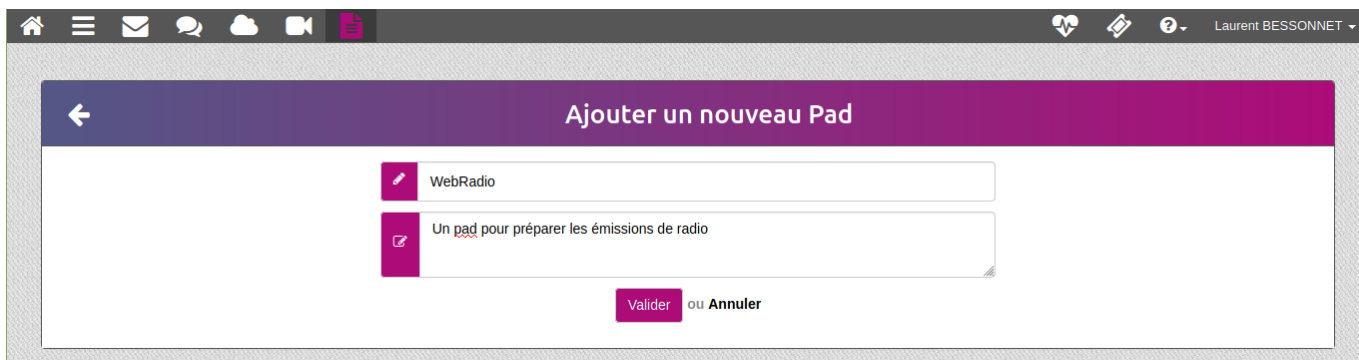 Laurent BESSONNET
Ajouter un nouveau Pad
WebRadio
Un pad pour préparer les émissions de radio
Valider ou Annuler